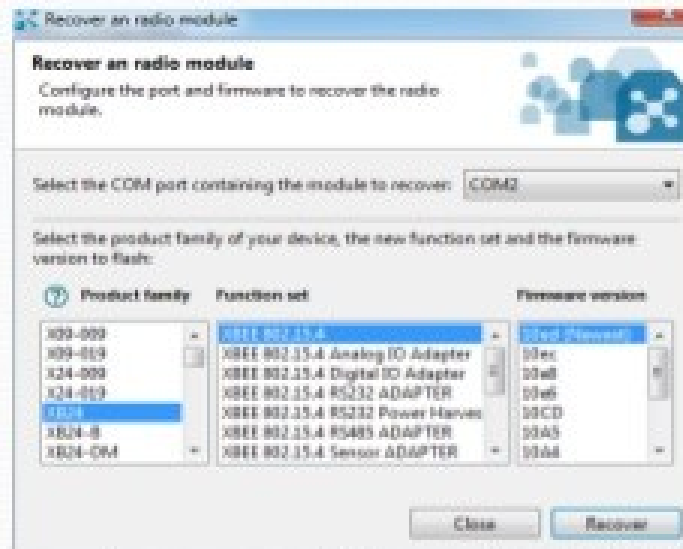 Recover an radio module
Recover an radio module
Configure the port and firmware to recover the radio
module.
Select the COM port containing the module to recover: COM2
Select the product family of your device, the new function set and the firmware
version to flash:
Product family Function set Firmware version
X09-009 XBEE 802.15.4 10ed (Newest)
X09-019 XBEE 802.15.4 Analog IO Adapter 10ec
X24-009 XBEE 802.15.4 Digital IO Adapter 10e8
X24-019 XBEE 802.15.4 RS232 ADAPTER 10e6
XB24 XBEE 802.15.4 RS232 Power Harves 10CD
XB24-B XBEE 802.15.4 RS485 ADAPTER 10A5
XB24-DM XBEE 802.15.4 Sensor ADAPTER 10A4
Close Recover